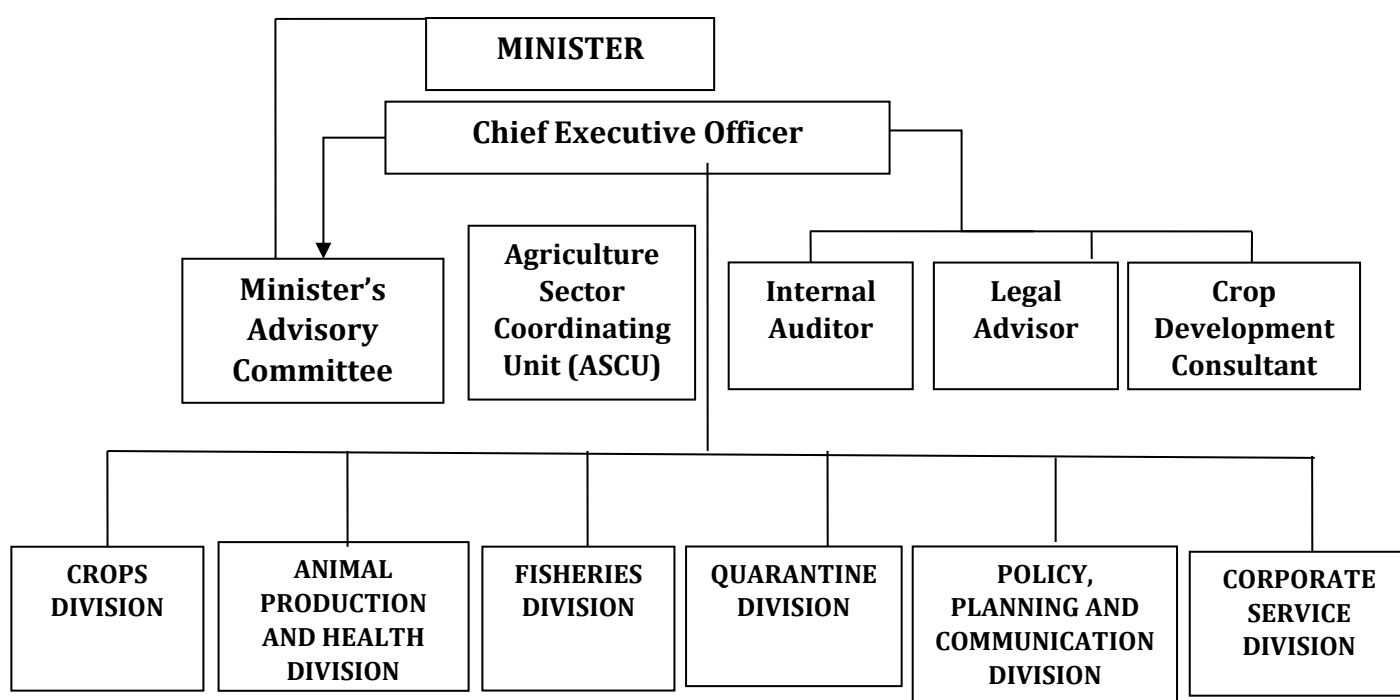 MINISTER
Chief Executive Officer
Minister’s
Advisory
Committee
Agriculture
Sector
Coordinating
Unit (ASCU)
Internal
Auditor
Legal
Advisor
Crop
Development
Consultant
CROPS
DIVISION
ANIMAL
PRODUCTION
AND HEALTH
DIVISION
FISHERIES
DIVISION
QUARANTINE
DIVISION
POLICY,
PLANNING AND
COMMUNICATION
DIVISION
CORPORATE
SERVICE
DIVISION